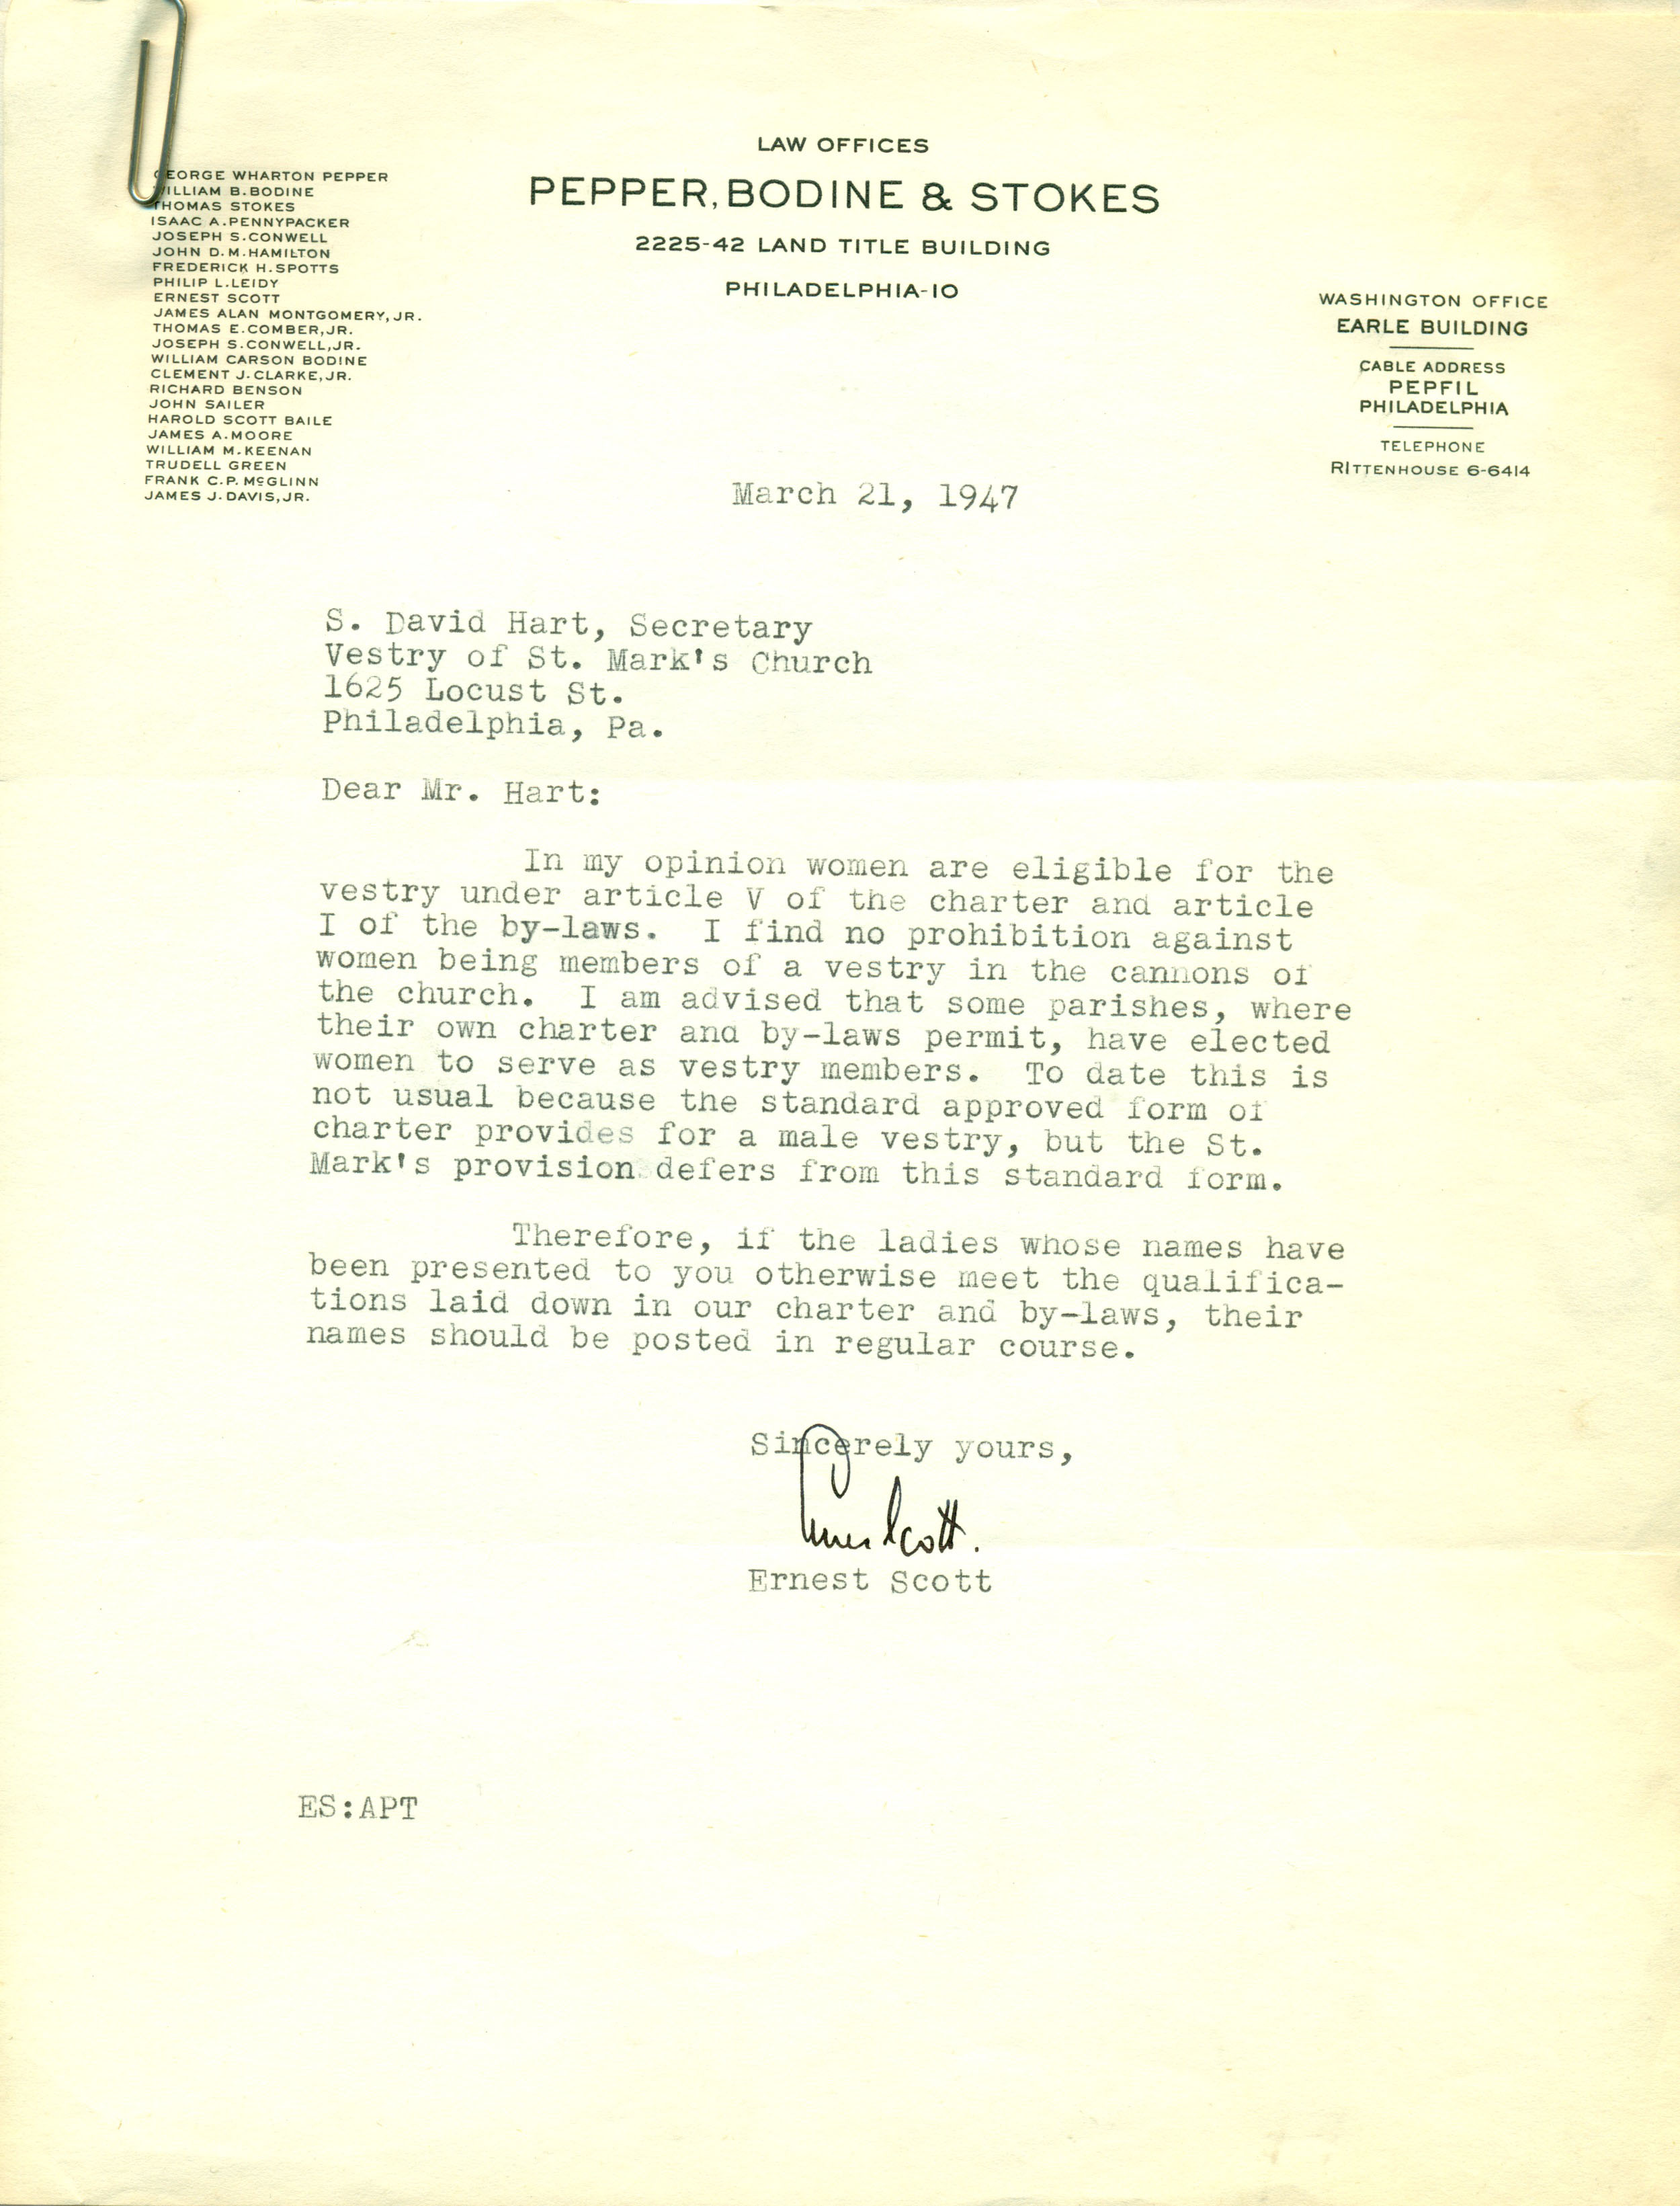 LAW OFFICES
PEPPER, BODINE & STOKES
2225-42 LAND TITLE BUILDING
PHILADELPHIA-10
GEORGE WHARTON PEPPER
WILLIAM B. BODINE
THOMAS STOKES
ISAAC A. PENNYPACKER
JOSEPH S. CONWELL
JOHN D. M. HAMILTON
FREDERICK H. SPOTTS
PHILIP L. LEIDY
ERNEST SCOTT
JAMES ALAN MONTGOMERY, JR.
THOMAS E. COMBER, JR.
JOSEPH S. CONWELL, JR.
WILLIAM CARSON BODINE
CLEMENT J. CLARKE, JR.
RICHARD BENSON
JOHN SAILER
HAROLD SCOTT BAILE
JAMES A. MOORE
WILLIAM M. KEENAN
TRUDELL GREEN
FRANK C. P. McGLINN
JAMES J. DAVIS, JR.
WASHINGTON OFFICE
EARLE BUILDING
CABLE ADDRESS
PEPFIL
PHILADELPHIA
TELEPHONE
RITTENHOUSE 6-6414
March 21, 1947
S. David Hart, Secretary
Vestry of St. Mark's Church
1625 Locust St.
Philadelphia, Pa.
Dear Mr. Hart:
In my opinion women are eligible for the
vestry under article V of the charter and article
I of the by-laws. I find no prohibition against
women being members of a vestry in the cannons of
the church. I am advised that some parishes, where
their own charter and by-laws permit, have elected
women to serve as vestry members. To date this is
not usual because the standard approved form of
charter provides for a male vestry, but the St.
Mark's provision defers from this standard form.
Therefore, if the ladies whose names have
been presented to you otherwise meet the qualifica-
tions laid down in our charter and by-laws, their
names should be posted in regular course.
Sincerely yours,
Ernest Scott.
Ernest Scott
ES:APT